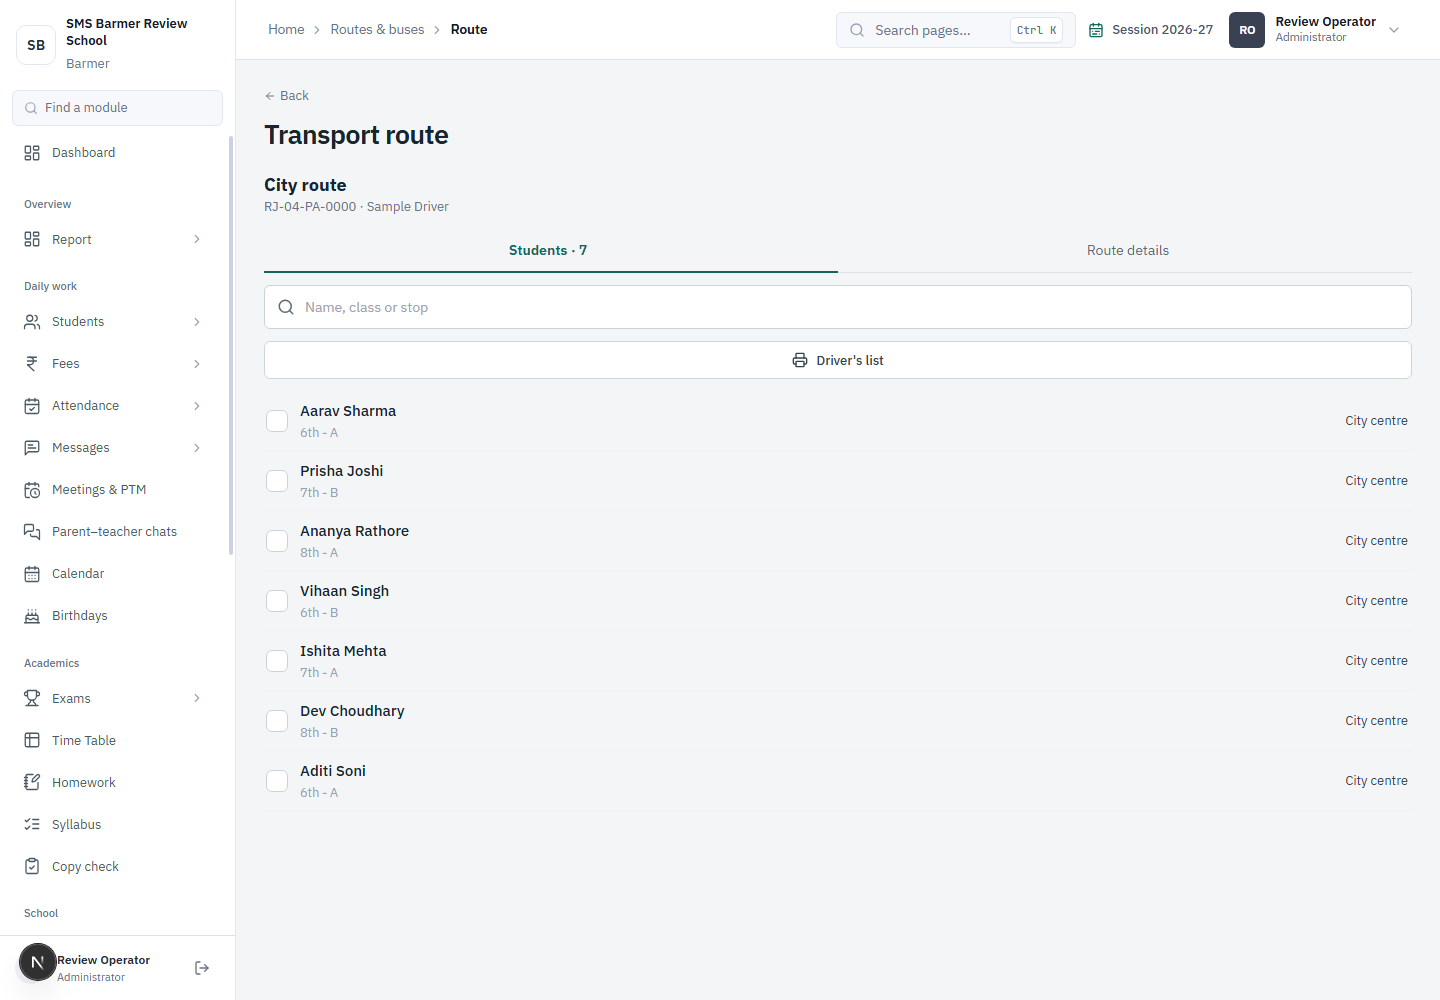 SB
SMS Barmer Review
School
Barmer
Find a module
Dashboard
Overview
Report
Daily work
Students
Fees
Attendance
Messages
Meetings & PTM
Parent–teacher chats
Calendar
Birthdays
Academics
Exams
Time Table
Homework
Syllabus
Copy check
School
N
Review Operator
Administrator
Home
Routes & buses
Route
Search pages...
Ctrl K
Session 2026-27
RO
Review Operator
Administrator
Back
Transport route
City route
RJ-04-PA-0000 · Sample Driver
Students · 7
Route details
Name, class or stop
Driver's list
Aarav Sharma
6th - A
City centre
Prisha Joshi
7th - B
City centre
Ananya Rathore
8th - A
City centre
Vihaan Singh
6th - B
City centre
Ishita Mehta
7th - A
City centre
Dev Choudhary
8th - B
City centre
Aditi Soni
6th - A
City centre